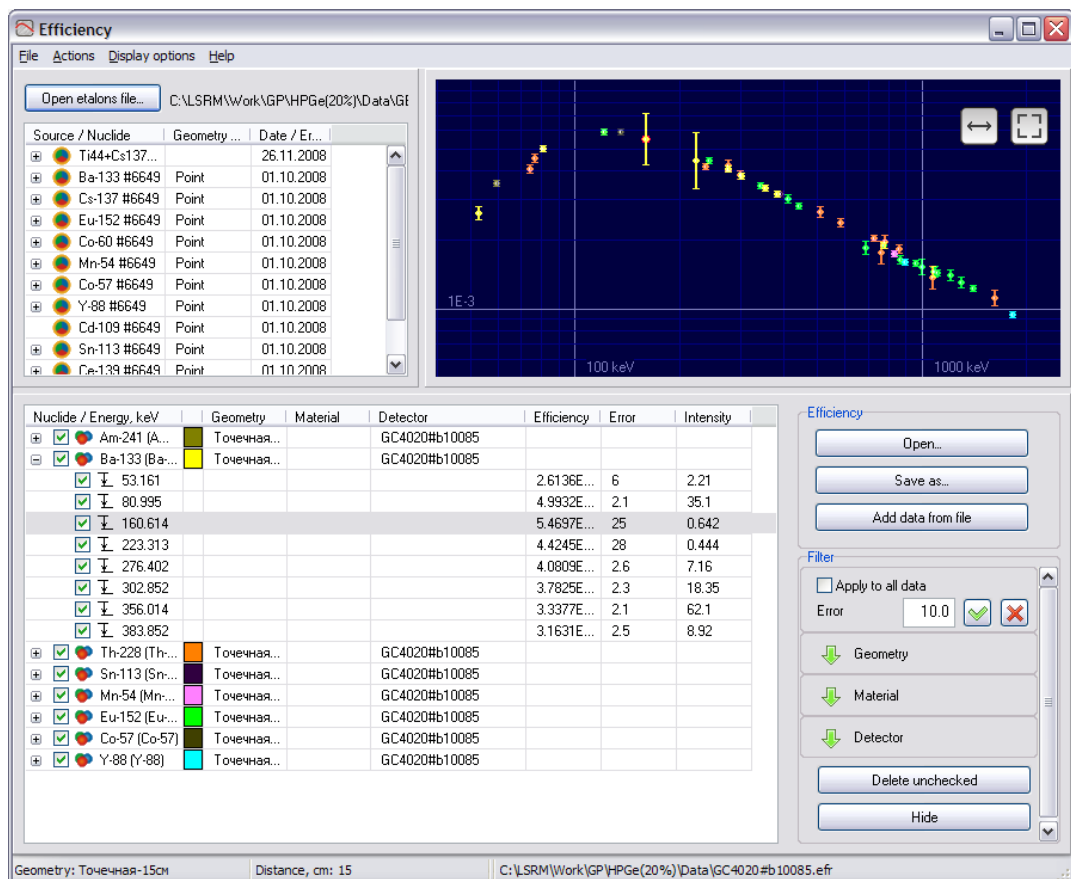 Efficiency
File Actions Display options Help
Open etalons file... C:\LSRM\Work\GP\HPGe(20%)\Data\GE
Source / Nuclide Geometry ... Date / Er...
Ti44+Cs137... 26.11.2008
Ba-133 #6649 Point 01.10.2008
Cs-137 #6649 Point 01.10.2008
Eu-152 #6649 Point 01.10.2008
Co-60 #6649 Point 01.10.2008
Mn-54 #6649 Point 01.10.2008
Co-57 #6649 Point 01.10.2008
Y-88 #6649 Point 01.10.2008
Cd-109 #6649 Point 01.10.2008
Sn-113 #6649 Point 01.10.2008
Ce-139 #6649 Point 01.10.2008
1E-3
100 keV 1000 keV
Nuclide / Energy, keV Geometry Material Detector Efficiency Error Intensity
Am-241 (A... Точечная... GC4020#b10085
Ba-133 (Ba-... Точечная... GC4020#b10085
53.161 2.6136E... 6 2.21
80.995 4.9932E... 2.1 35.1
160.614 5.4697E... 25 0.642
223.313 4.4245E... 28 0.444
276.402 4.0809E... 2.6 7.16
302.852 3.7825E... 2.3 18.35
356.014 3.3377E... 2.1 62.1
383.852 3.1631E... 2.5 8.92
Th-228 (Th-... Точечная... GC4020#b10085
Sn-113 (Sn-... Точечная... GC4020#b10085
Mn-54 (Mn-... Точечная... GC4020#b10085
Eu-152 (Eu-... Точечная... GC4020#b10085
Co-57 (Co-57) Точечная... GC4020#b10085
Y-88 (Y-88) Точечная... GC4020#b10085
Efficiency
Open...
Save as...
Add data from file
Filter
Apply to all data
Error 10.0
Geometry
Material
Detector
Delete unchecked
Hide
Geometry: Точечная-15см Distance, cm: 15 C:\LSRM\Work\GP\HPGe(20%)\Data\GC4020#b10085.efr